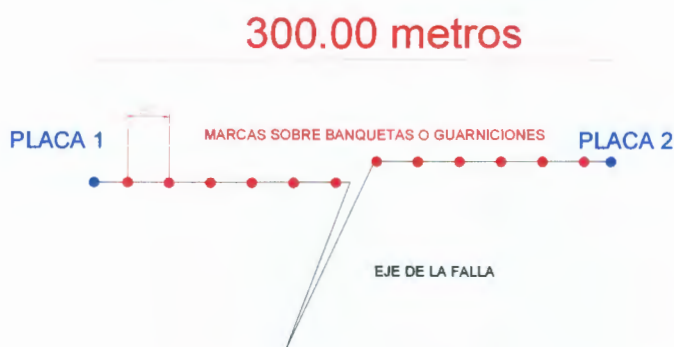 300.00 metros
PLACA 1
MARCAS SOBRE BANQUETAS O GUARNICIONES
PLACA 2
EJE DE LA FALLA